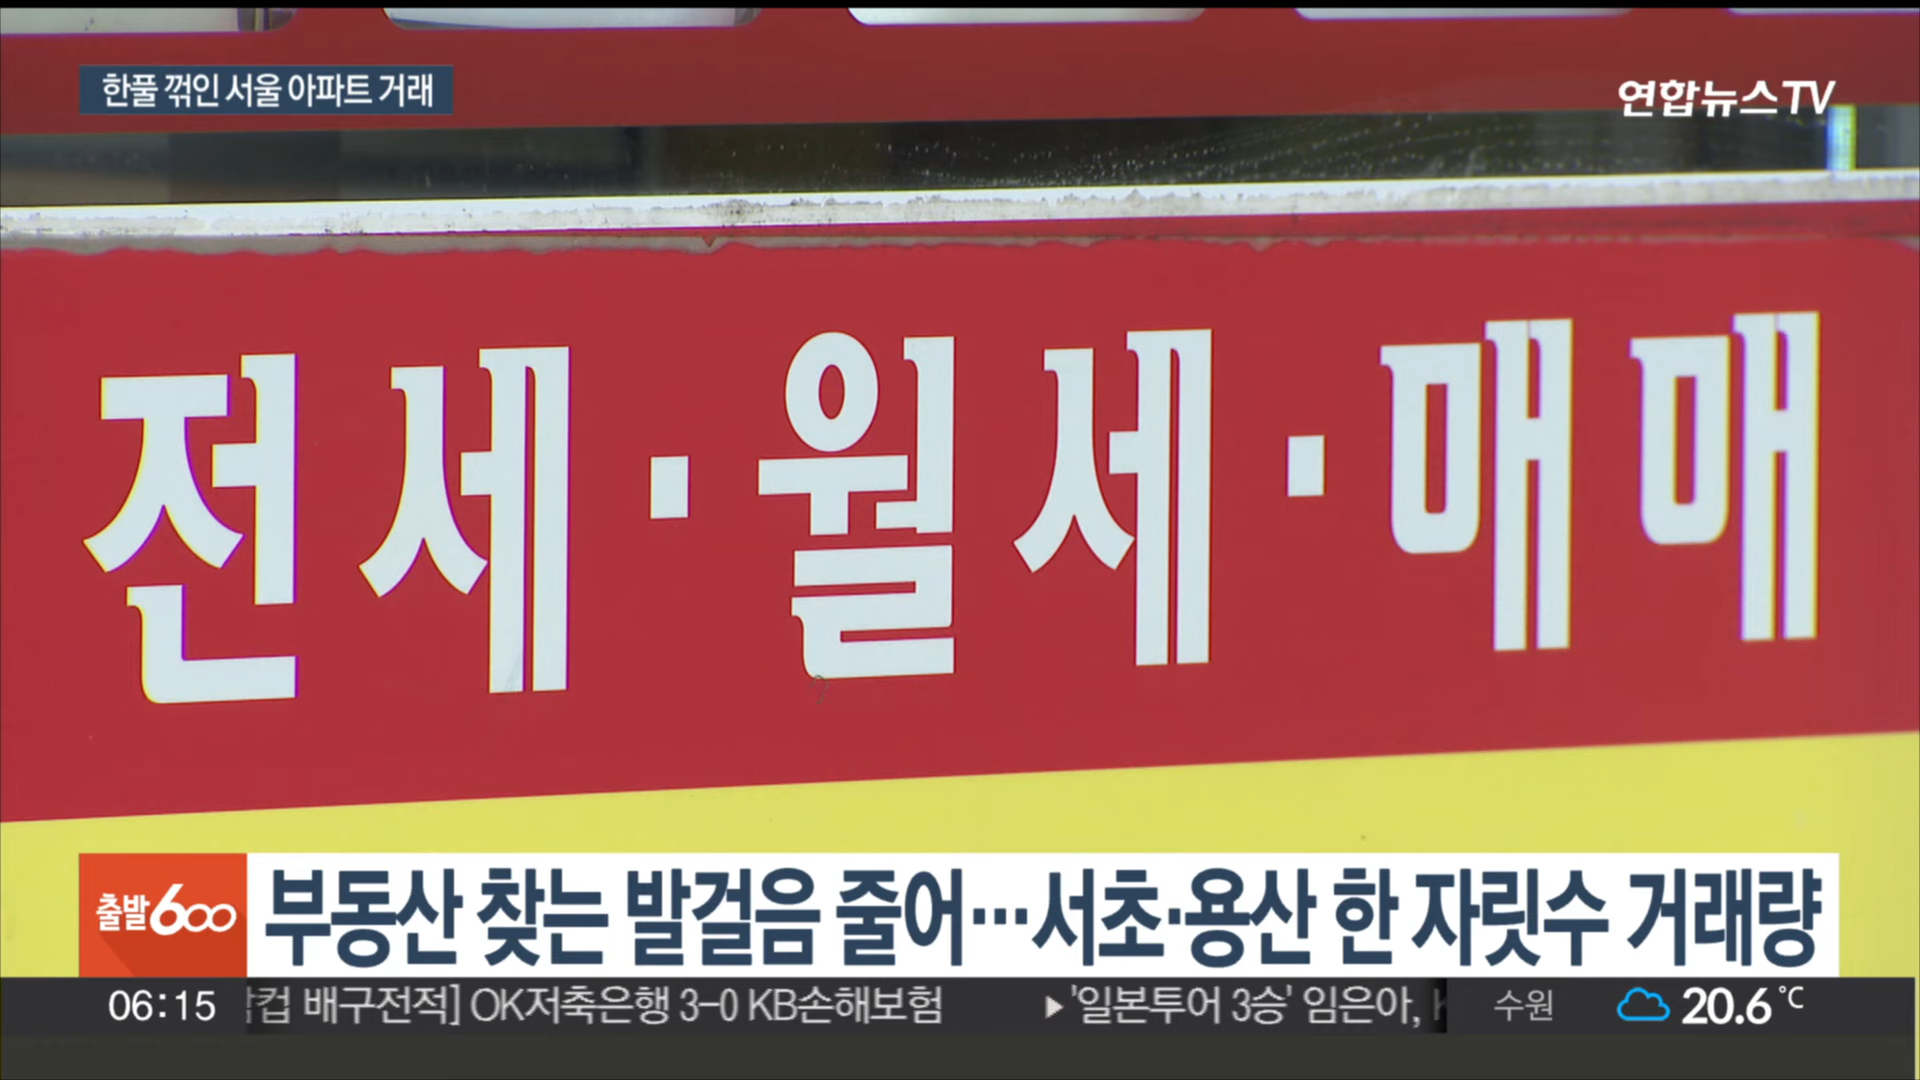 한풀 꺾인 서울 아파트 거래
연합뉴스TV
전세·월세·매매
출발600
부동산 찾는 발걸음 줄어…서초·용산 한 자릿수 거래량
06:15
컵 배구전적] OK저축은행 3-0 KB손해보험 ▶'일본투어 3승' 임은아,
수원
20.6℃